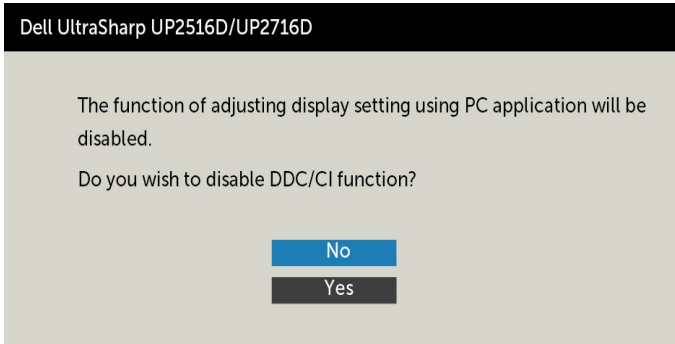 Dell UltraSharp UP2516D/UP2716D
The function of adjusting display setting using PC application will be
disabled.
Do you wish to disable DDC/CI function?
No
Yes